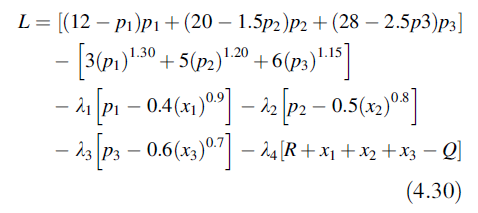 L = [(12 − p₁)p₁ + (20 − 1.5p₂)p₂ + (28 − 2.5p3)p₃]
− [3(p₁)^1.30 + 5(p₂)^1.20 + 6(p₃)^1.15]
− λ₁[p₁ − 0.4(x₁)^0.9] − λ₂[p₂ − 0.5(x₂)^0.8]
− λ₃[p₃ − 0.6(x₃)^0.7] − λ₄[R + x₁ + x₂ + x₃ − Q]
(4.30)